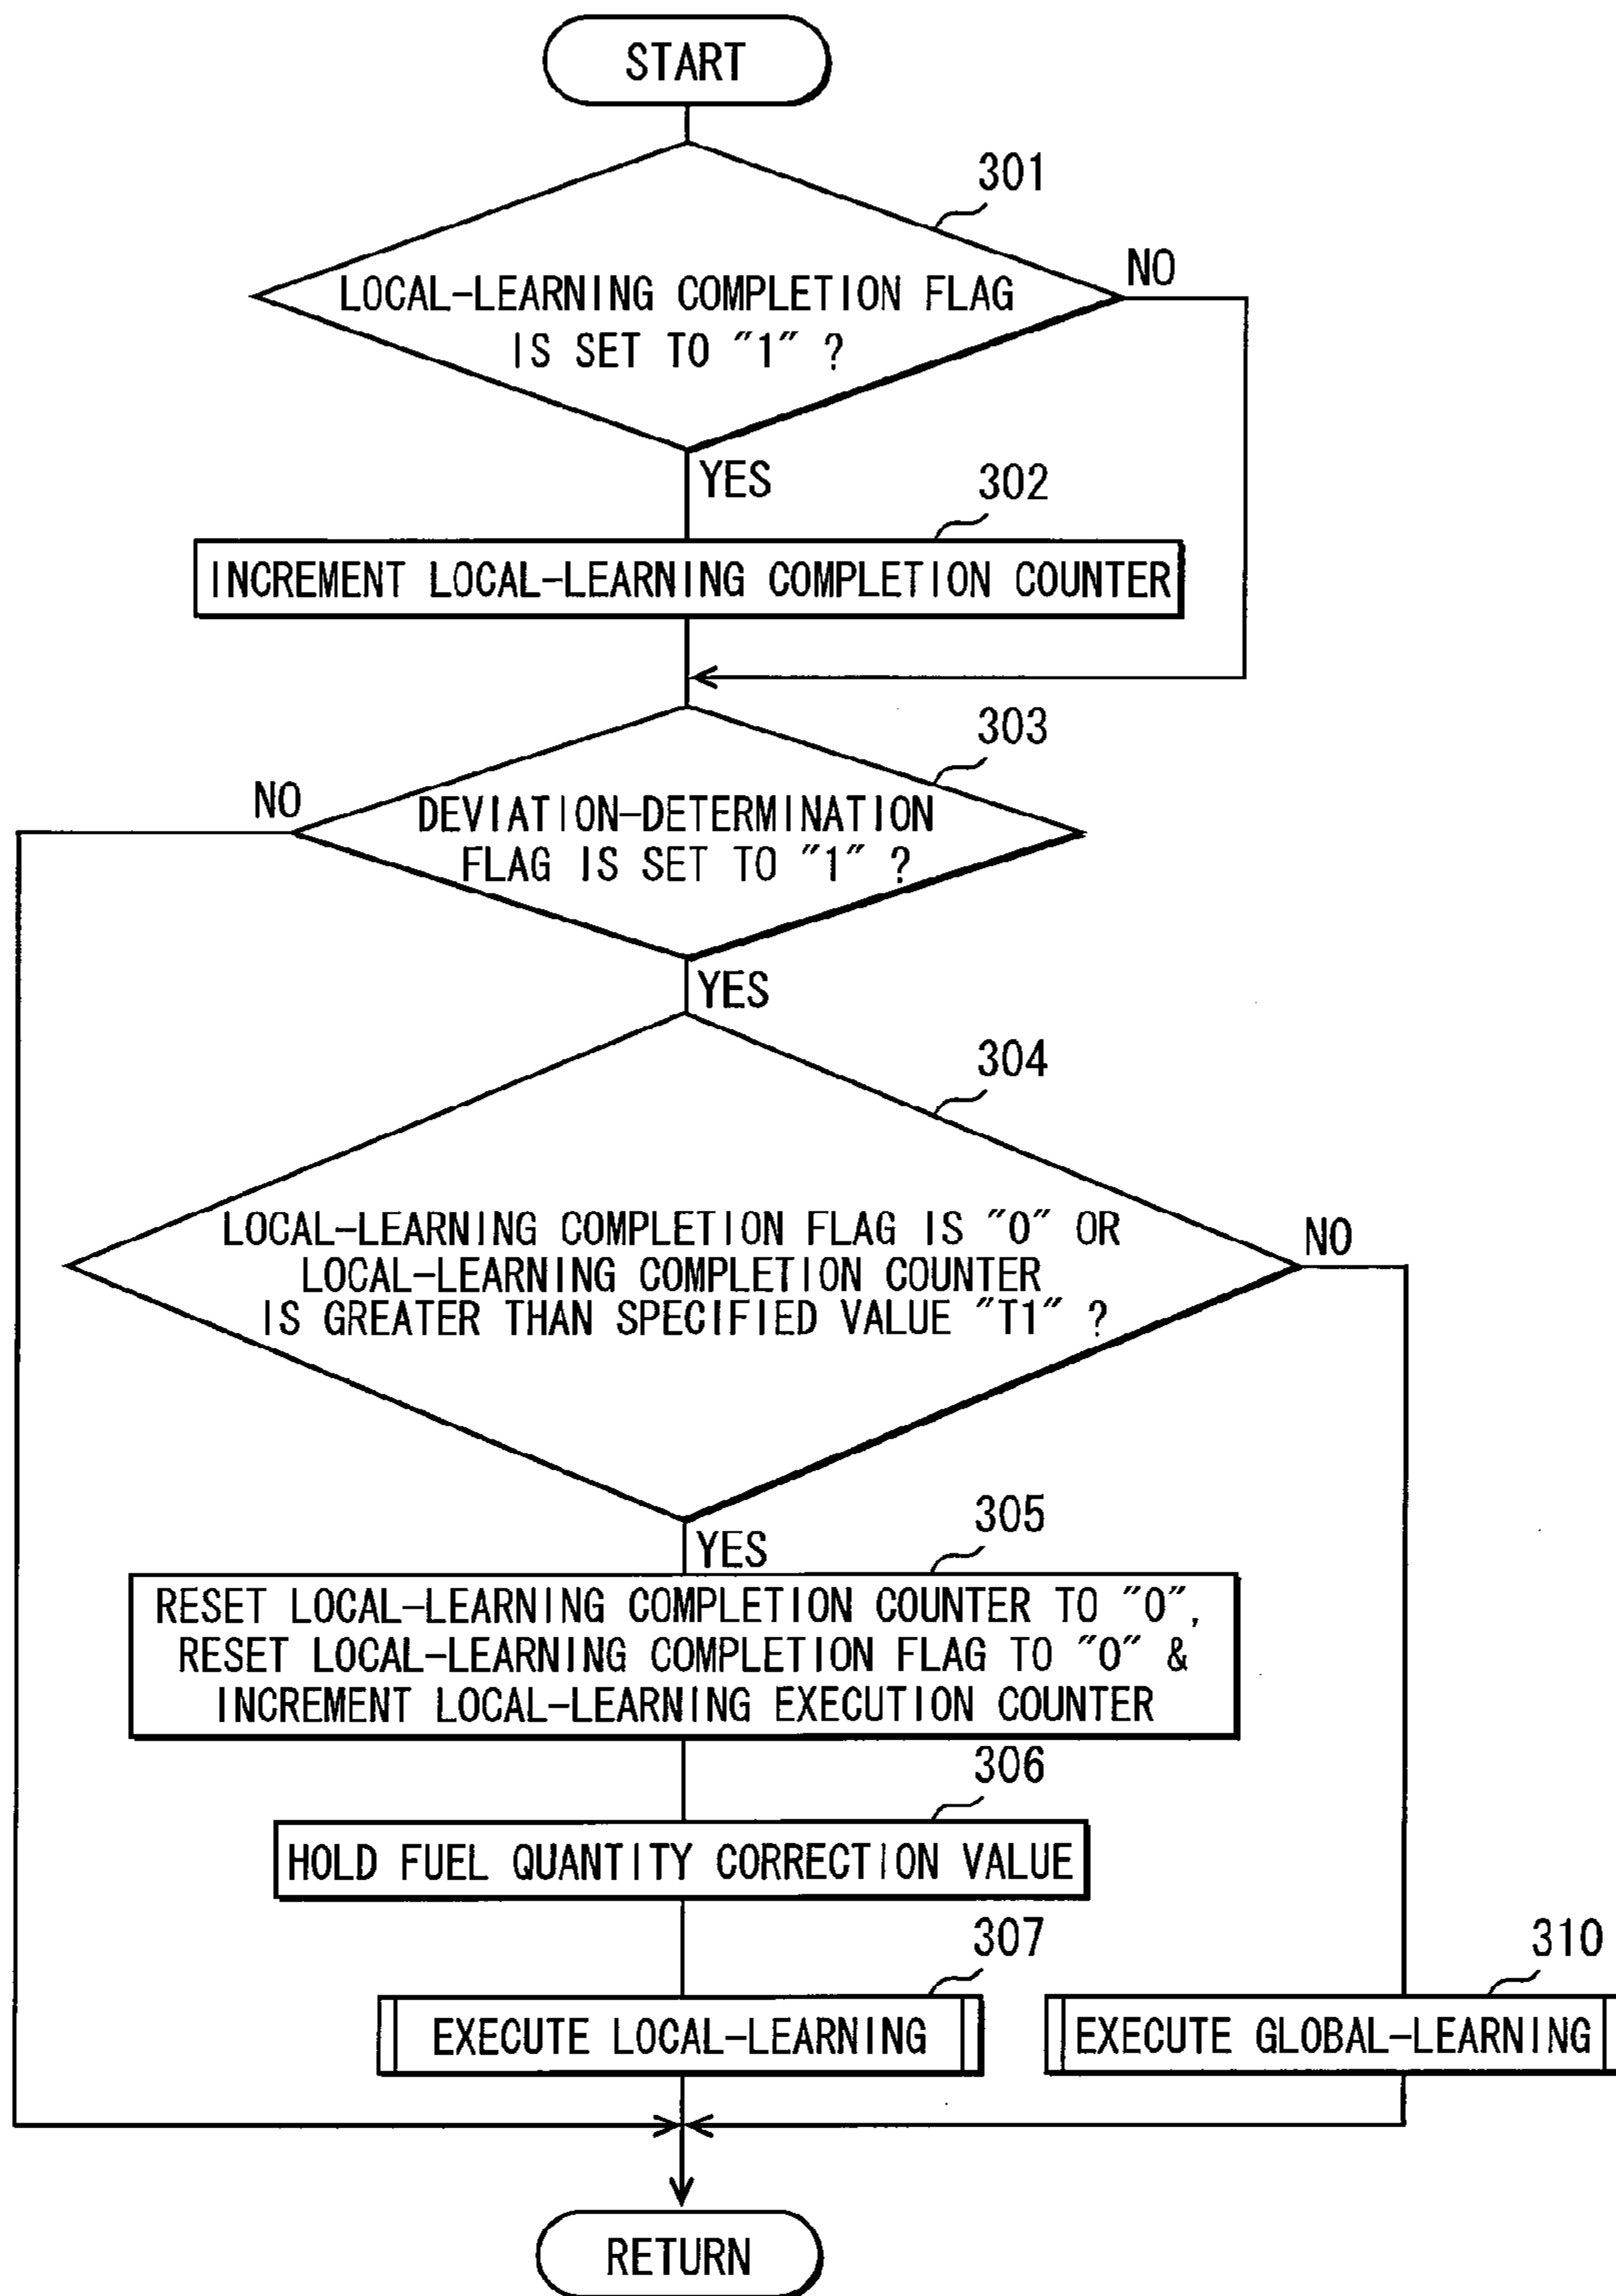 START
301
NO
LOCAL-LEARNING COMPLETION FLAG
IS SET TO "1" ?
YES
302
INCREMENT LOCAL-LEARNING COMPLETION COUNTER
303
NO
DEVIATION-DETERMINATION
FLAG IS SET TO "1" ?
YES
304
LOCAL-LEARNING COMPLETION FLAG IS "0" OR
LOCAL-LEARNING COMPLETION COUNTER
IS GREATER THAN SPECIFIED VALUE "T1" ?
NO
YES
305
RESET LOCAL-LEARNING COMPLETION COUNTER TO "0",
RESET LOCAL-LEARNING COMPLETION FLAG TO "0" &
INCREMENT LOCAL-LEARNING EXECUTION COUNTER
306
HOLD FUEL QUANTITY CORRECTION VALUE
307
EXECUTE LOCAL-LEARNING
310
EXECUTE GLOBAL-LEARNING
RETURN